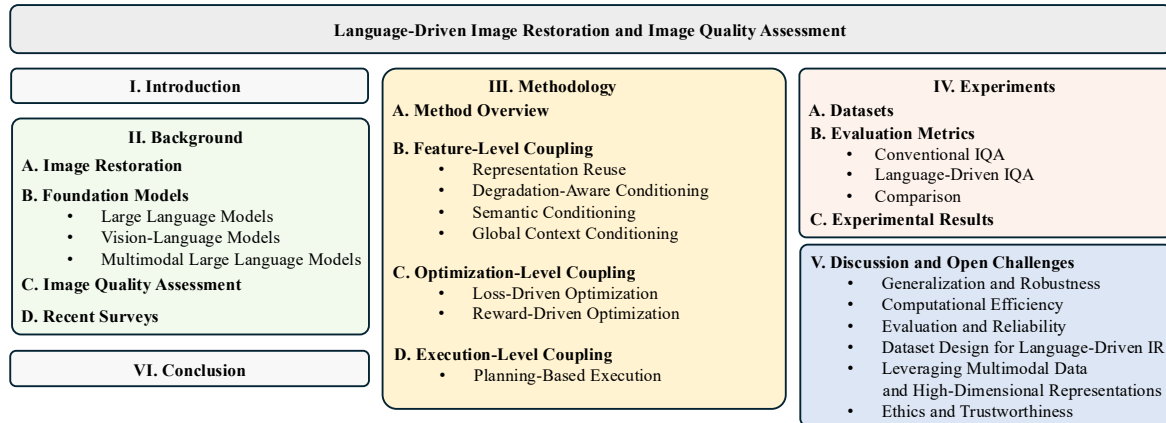 Language-Driven Image Restoration and Image Quality Assessment
I. Introduction
II. Background
A. Image Restoration
B. Foundation Models
• Large Language Models
• Vision-Language Models
• Multimodal Large Language Models
C. Image Quality Assessment
D. Recent Surveys
VI. Conclusion
III. Methodology
A. Method Overview
B. Feature-Level Coupling
• Representation Reuse
• Degradation-Aware Conditioning
• Semantic Conditioning
• Global Context Conditioning
C. Optimization-Level Coupling
• Loss-Driven Optimization
• Reward-Driven Optimization
D. Execution-Level Coupling
• Planning-Based Execution
IV. Experiments
A. Datasets
B. Evaluation Metrics
• Conventional IQA
• Language-Driven IQA
• Comparison
C. Experimental Results
V. Discussion and Open Challenges
• Generalization and Robustness
• Computational Efficiency
• Evaluation and Reliability
• Dataset Design for Language-Driven IR
• Leveraging Multimodal Data
and High-Dimensional Representations
• Ethics and Trustworthiness